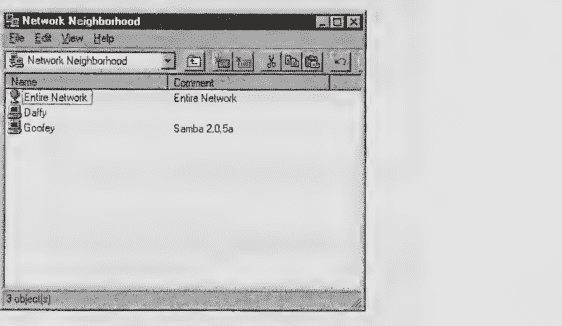 Network Neighborhood
File Edit View Help
Network Neighborhood
Name Comment
Entire Network Entire Network
Daffy
Goofey Samba 2.0.5a
3 object(s)